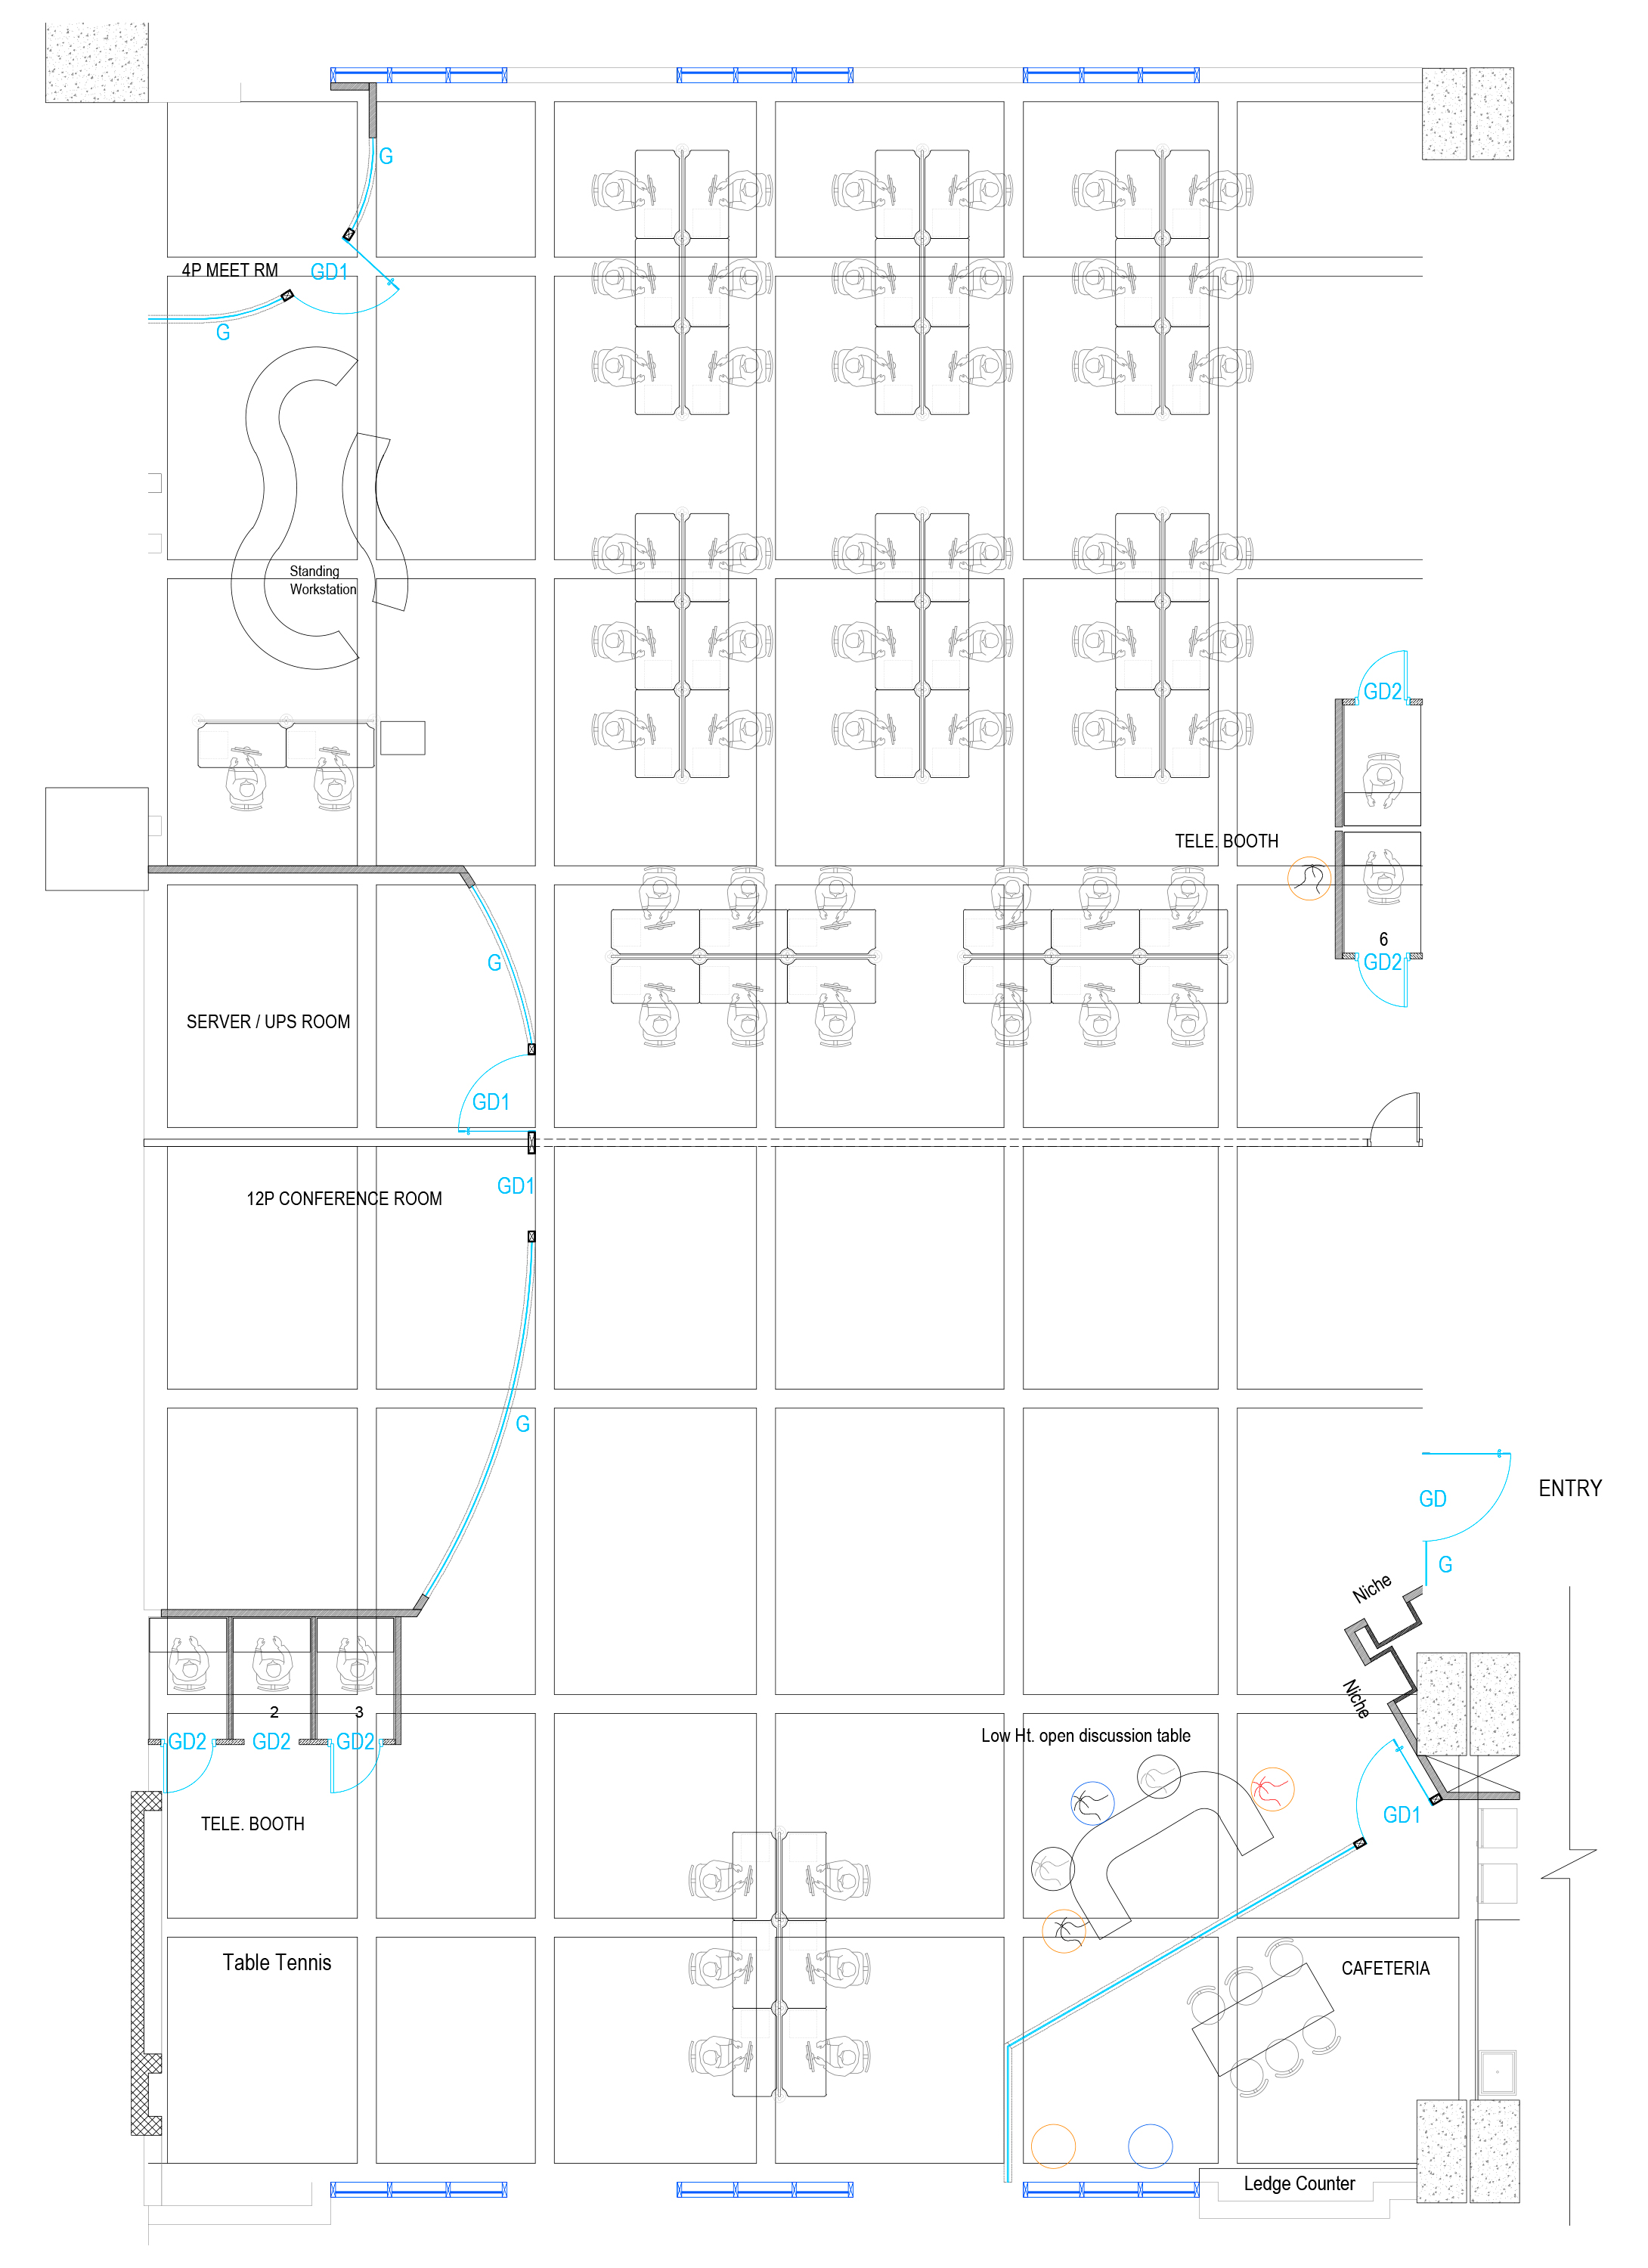 GD2
TELE. BOOTH
Table Tennis
GD2
2
GD2
3
12P CONFERENCE ROOM
SERVER / UPS ROOM
4P MEET RM
G
Standing
Workstation
GD1
G
G
GD1
GD1
G
Low Ht. open discussion table
TELE. BOOTH
Ledge Counter
CAFETERIA
Niche
Niche
GD1
G
GD
GD2
6
GD2
ENTRY